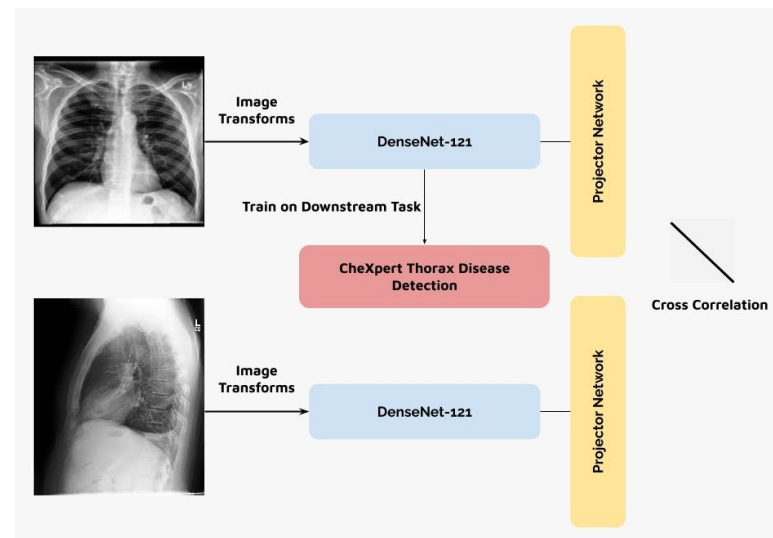 Image
Transforms
DenseNet-121
Projector Network
Train on Downstream Task
CheXpert Thorax Disease
Detection
Cross Correlation
Image
Transforms
DenseNet-121
Projector Network